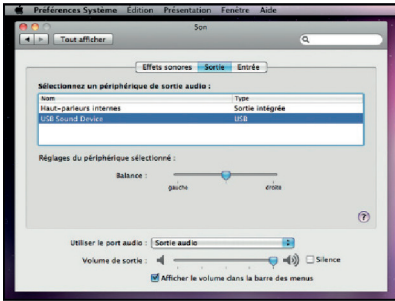 Préférences Système Édition Présentation Fenêtre Aide
Son
Tout afficher
Effets sonores Sortie Entrée
Sélectionnez un périphérique de sortie audio :
Nom Type
Haut-parleurs internes Sortie intégrée
USB Sound Device USB
Réglages du périphérique sélectionné :
Balance :
gauche droite
?
Utiliser le port audio : Sortie audio
Volume de sortie : Silence
Afficher le volume dans la barre des menus